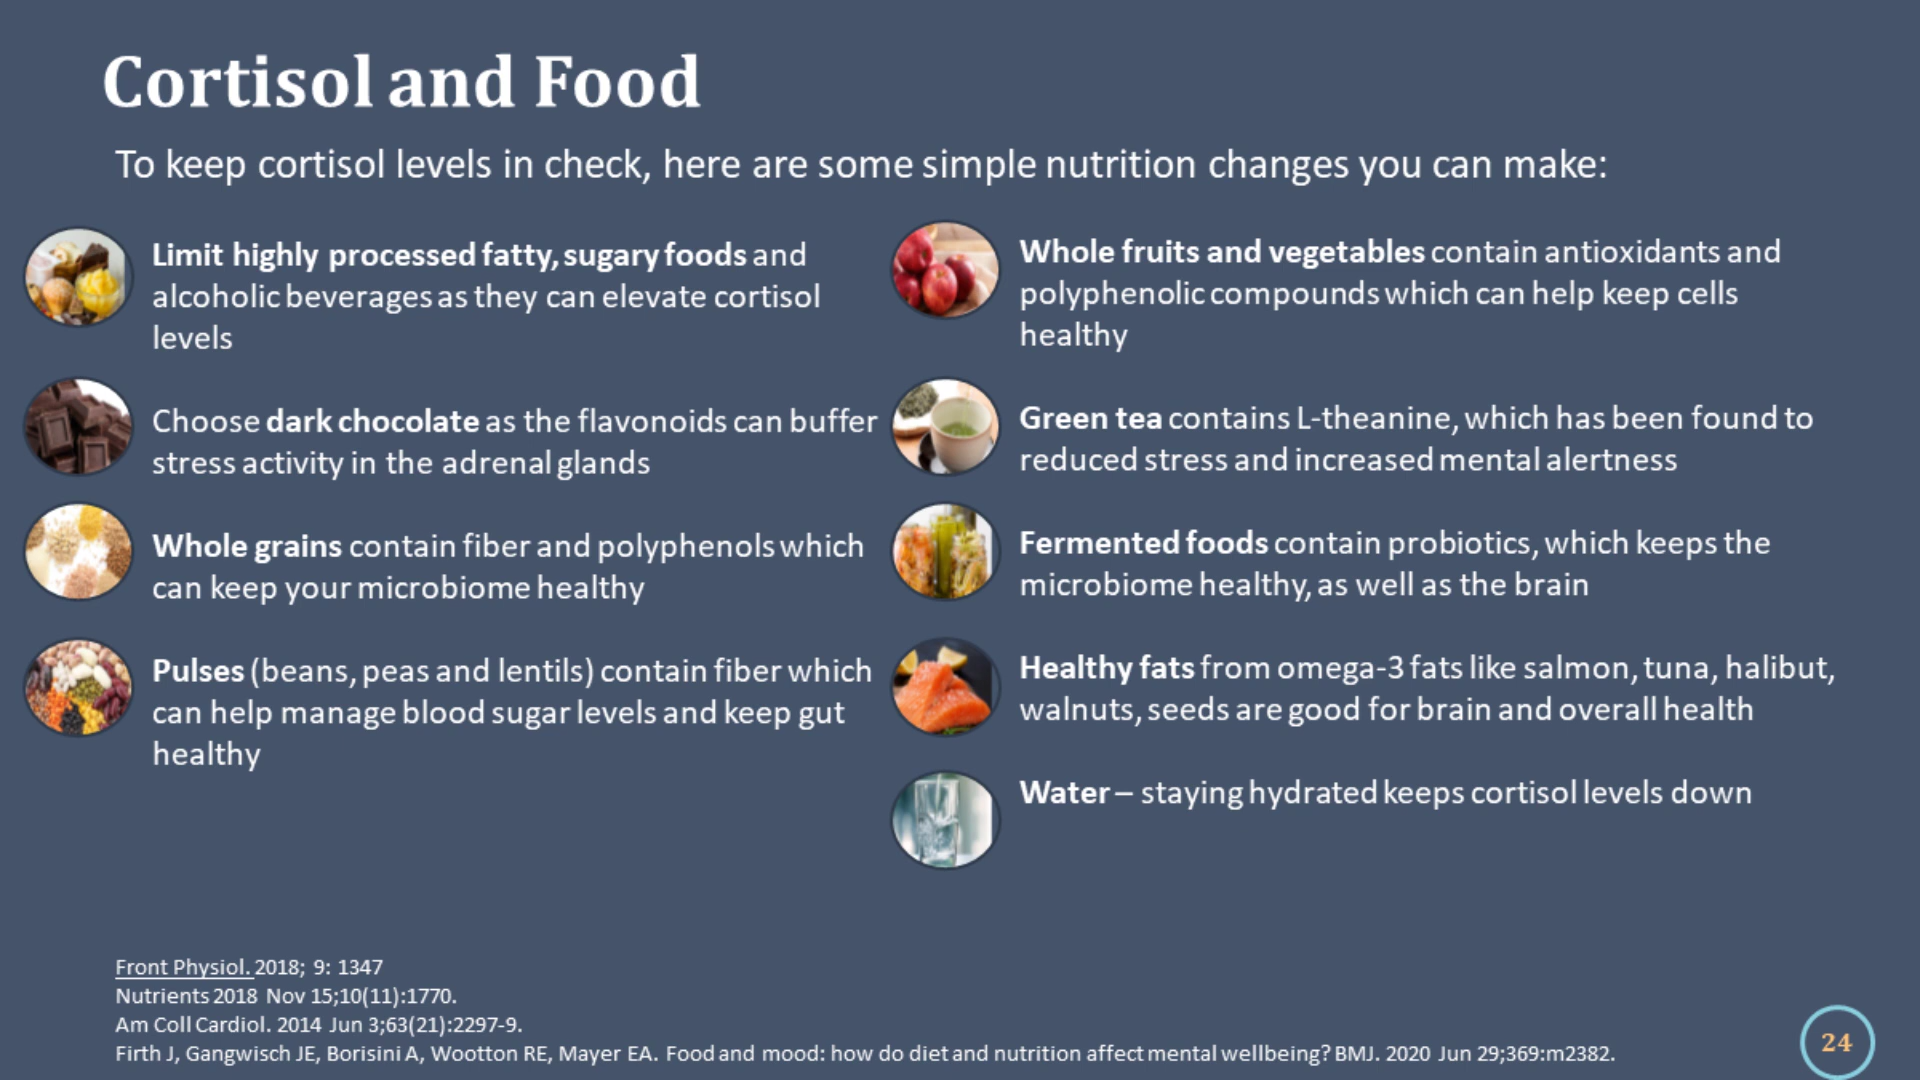 Cortisol and Food
To keep cortisol levels in check, here are some simple nutrition changes you can make:
Limit highly processed fatty, sugary foods and
alcoholic beverages as they can elevate cortisol
levels
Choose dark chocolate as the flavonoids can buffer
stress activity in the adrenal glands
Whole grains contain fiber and polyphenols which
can keep your microbiome healthy
Pulses (beans, peas and lentils) contain fiber which
can help manage blood sugar levels and keep gut
healthy
Whole fruits and vegetables contain antioxidants and
polyphenolic compounds which can help keep cells
healthy
Green tea contains L-theanine, which has been found to
reduced stress and increased mental alertness
Fermented foods contain probiotics, which keeps the
microbiome healthy, as well as the brain
Healthy fats from omega-3 fats like salmon, tuna, halibut,
walnuts, seeds are good for brain and overall health
Water – staying hydrated keeps cortisol levels down
Front Physiol. 2018; 9: 1347
Nutrients 2018 Nov 15;10(11):1770.
Am Coll Cardiol. 2014 Jun 3;63(21):2297-9.
Firth J, Gangwisch JE, Borisini A, Wootton RE, Mayer EA. Food and mood: how do diet and nutrition affect mental wellbeing? BMJ. 2020 Jun 29;369:m2382.
24